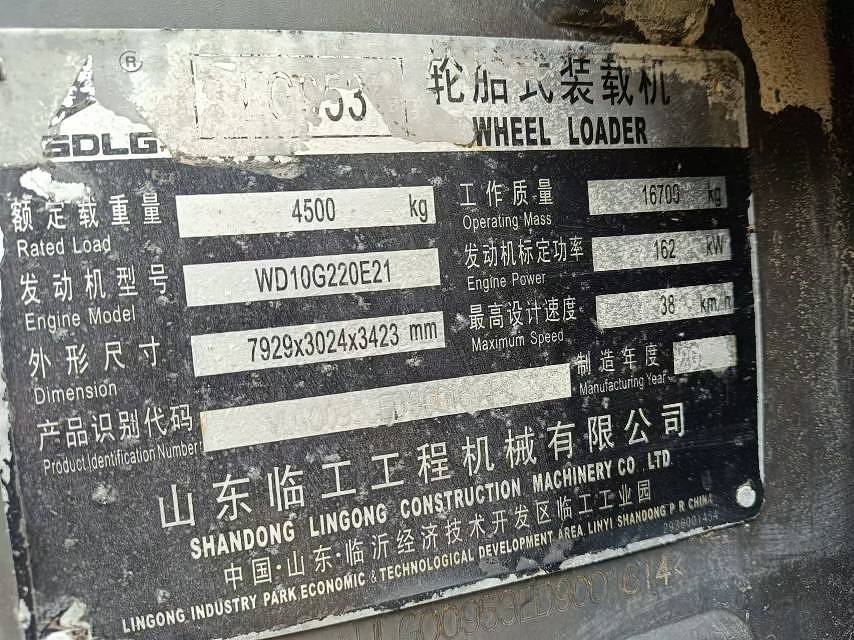 ®
SDLG
53
轮胎式装载机
WHEEL LOADER
额定载重量 4500 kg
Rated Load
工作质量 16700 kg
Operating Mass
发动机型号 WD10G220E21
Engine Model
发动机标定功率 162 kW
Engine Power
外形尺寸 7929x3024x3423 mm
Dimension
最高设计速度 38 km/h
Maximum Speed
制造年度
Manufacturing Year
产品识别代码
Product Identification Number
山东临工工程机械有限公司
SHANDONG LINGONG CONSTRUCTION MACHINERY CO LTD
中国·山东·临沂经济技术开发区临工工业园
LINGONG INDUSTRY PARK ECONOMIC & TECHNOLOGICAL DEVELOPMENT AREA LINYI SHANDONG P R CHINA